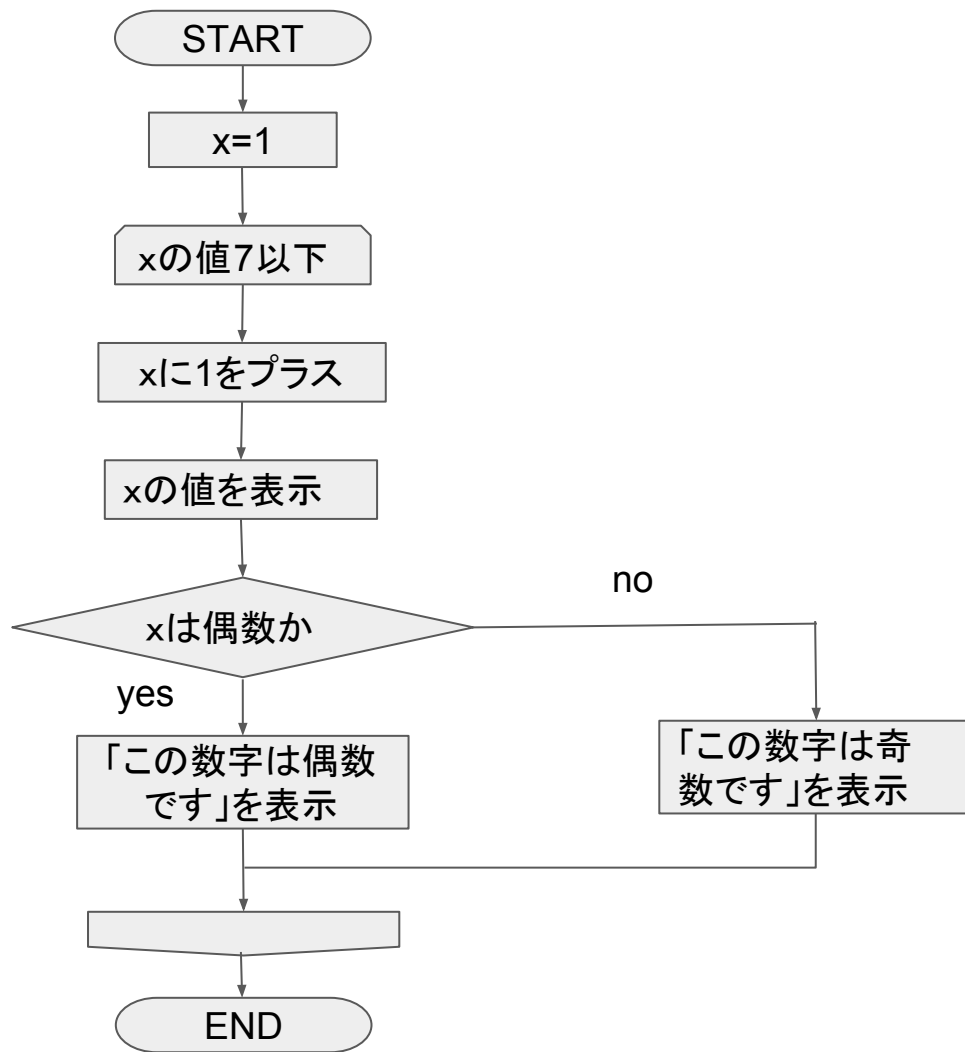 START
x=1
xの値7以下
xに1をプラス
xの値を表示
xは偶数か
no
yes
「この数字は偶数
です」を表示
「この数字は奇
数です」を表示
END